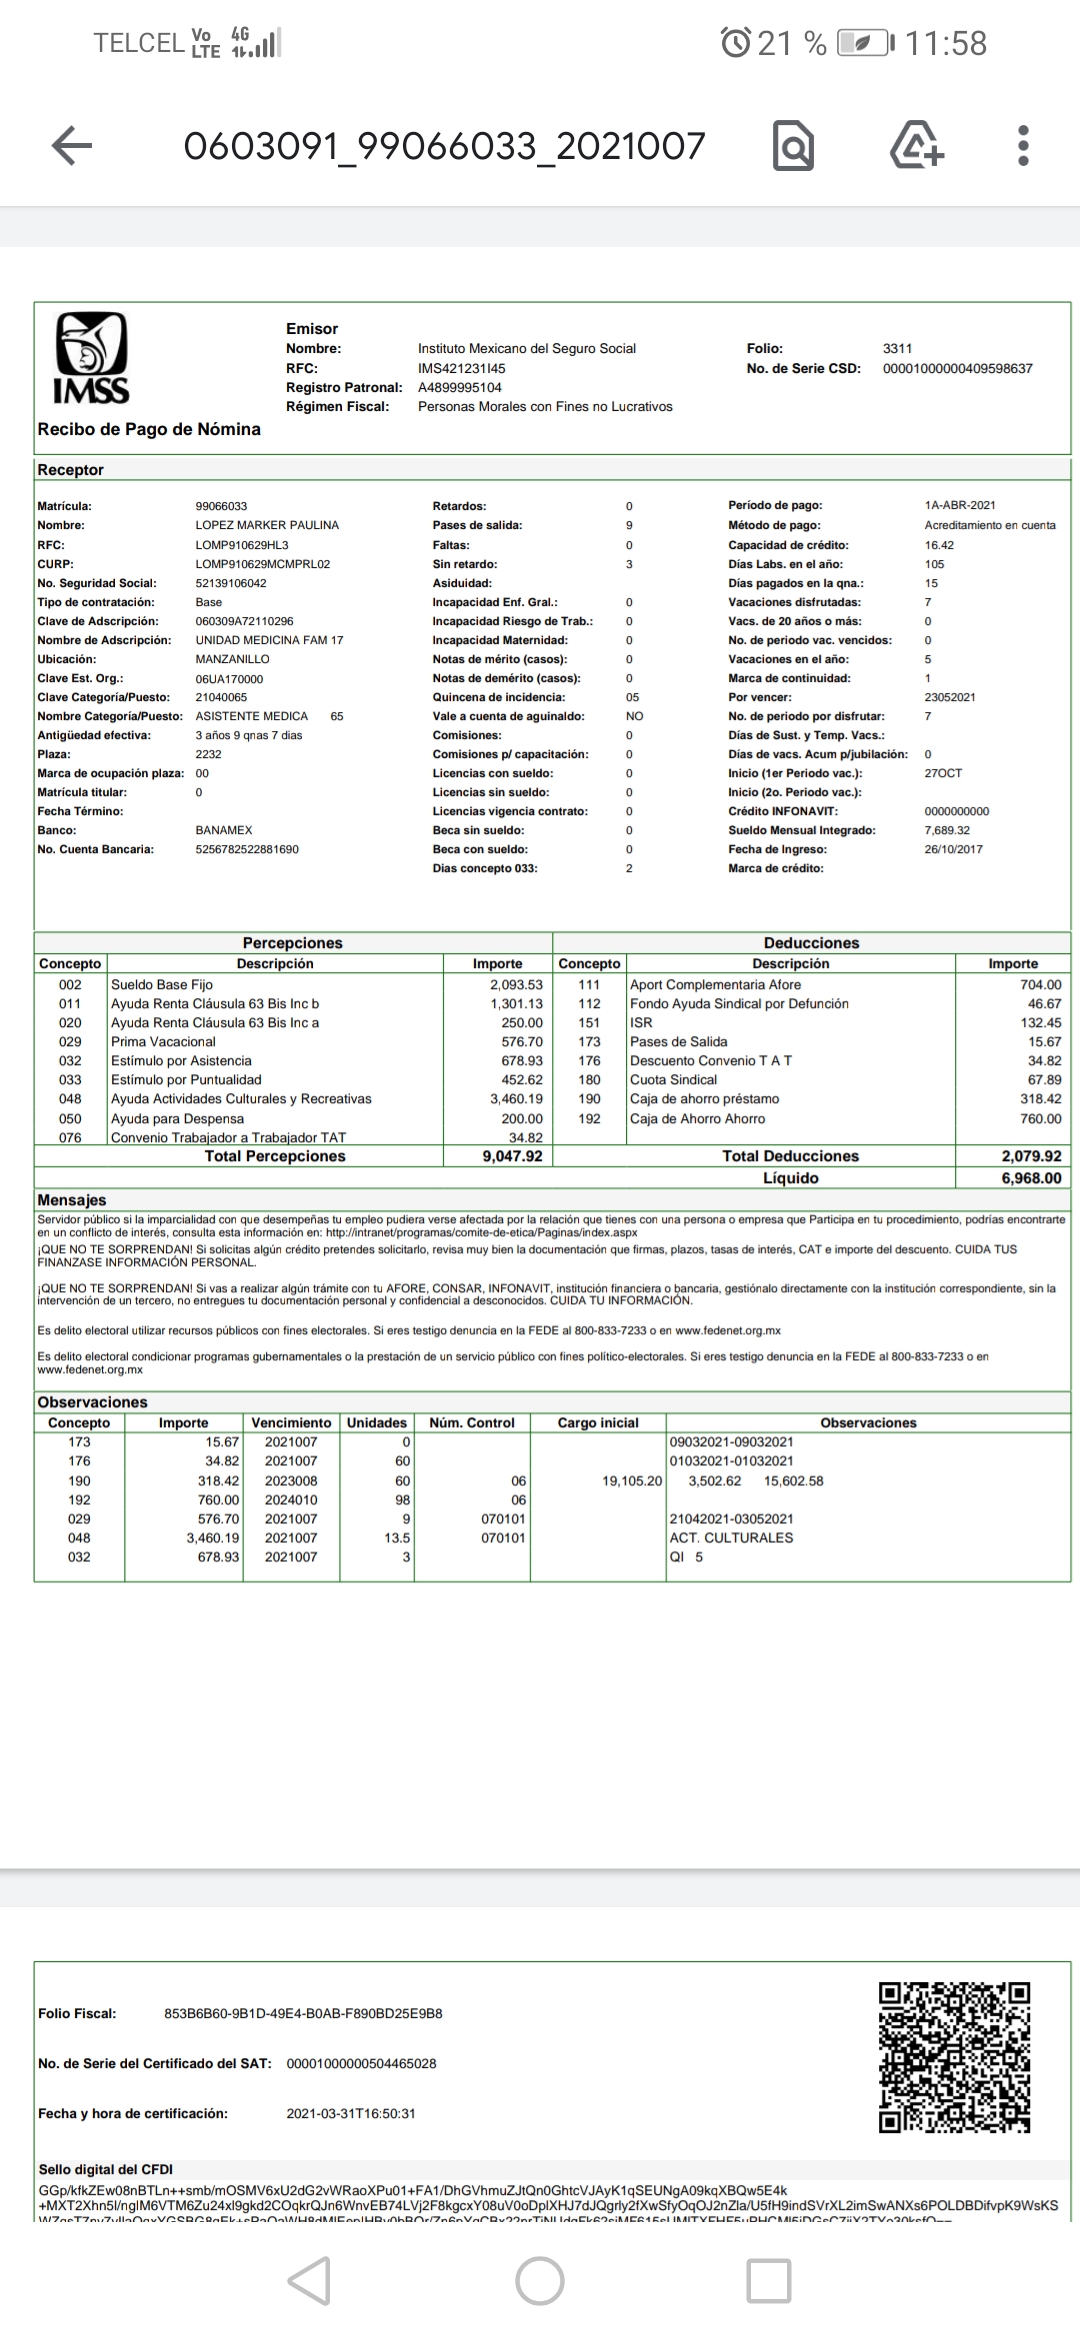 TELCEL Vo LTE 4G 21 % 11:58
0603091_99066033_2021007
IMSS
Recibo de Pago de Nómina
Emisor
Nombre: Instituto Mexicano del Seguro Social Folio: 3311
RFC: IMS421231I45 No. de Serie CSD: 00001000000409598637
Registro Patronal: A4899995104
Régimen Fiscal: Personas Morales con Fines no Lucrativos
Receptor
Matrícula: 99066033 Retardos: 0 Período de pago: 1A-ABR-2021
Nombre: LOPEZ MARKER PAULINA Pases de salida: 9 Método de pago: Acreditamiento en cuenta
RFC: LOMP910629HL3 Faltas: 0 Capacidad de crédito: 16.42
CURP: LOMP910629MCMPRL02 Sin retardo: 3 Días Labs. en el año: 105
No. Seguridad Social: 52139106042 Asiduidad: Días pagados en la qna.: 15
Tipo de contratación: Base Incapacidad Enf. Gral.: 0 Vacaciones disfrutadas: 7
Clave de Adscripción: 060309A72110296 Incapacidad Riesgo de Trab.: 0 Vacs. de 20 años o más: 0
Nombre de Adscripción: UNIDAD MEDICINA FAM 17 Incapacidad Maternidad: 0 No. de periodo vac. vencidos: 0
Ubicación: MANZANILLO Notas de mérito (casos): 0 Vacaciones en el año: 5
Clave Est. Org.: 06UA170000 Notas de demérito (casos): 0 Marca de continuidad: 1
Clave Categoría/Puesto: 21040065 Quincena de incidencia: 05 Por vencer: 23052021
Nombre Categoría/Puesto: ASISTENTE MEDICA 65 Vale a cuenta de aguinaldo: NO No. de periodo por disfrutar: 7
Antigüedad efectiva: 3 años 9 qnas 7 dias Comisiones: 0 Días de Sust. y Temp. Vacs.:
Plaza: 2232 Comisiones p/ capacitación: 0 Días de vacs. Acum p/jubilación: 0
Marca de ocupación plaza: 00 Licencias con sueldo: 0 Inicio (1er Periodo vac.): 27OCT
Matrícula titular: 0 Licencias sin sueldo: 0 Inicio (2o. Periodo vac.):
Fecha Término: Licencias vigencia contrato: 0 Crédito INFONAVIT: 0000000000
Banco: BANAMEX Beca sin sueldo: 0 Sueldo Mensual Integrado: 7,689.32
No. Cuenta Bancaria: 5256782522881690 Beca con sueldo: 0 Fecha de Ingreso: 26/10/2017
Dias concepto 033: 2 Marca de crédito:
Percepciones Deducciones
Concepto Descripción Importe Concepto Descripción Importe
002 Sueldo Base Fijo 2,093.53 111 Aport Complementaria Afore 704.00
011 Ayuda Renta Cláusula 63 Bis Inc b 1,301.13 112 Fondo Ayuda Sindical por Defunción 46.67
020 Ayuda Renta Cláusula 63 Bis Inc a 250.00 151 ISR 132.45
029 Prima Vacacional 576.70 173 Pases de Salida 15.67
032 Estímulo por Asistencia 678.93 176 Descuento Convenio T A T 34.82
033 Estímulo por Puntualidad 452.62 180 Cuota Sindical 67.89
048 Ayuda Actividades Culturales y Recreativas 3,460.19 190 Caja de ahorro préstamo 318.42
050 Ayuda para Despensa 200.00 192 Caja de Ahorro Ahorro 760.00
076 Convenio Trabajador a Trabajador TAT 34.82
Total Percepciones 9,047.92 Total Deducciones 2,079.92
Líquido 6,968.00
Mensajes
Servidor público si la imparcialidad con que desempeñas tu empleo pudiera verse afectada por la relación que tienes con una persona o empresa que Participa en tu procedimiento, podrías encontrarte
en un conflicto de interés, consulta esta información en: http://intranet/programas/comite-de-etica/Paginas/index.aspx
¡QUE NO TE SORPRENDAN! Si solicitas algún crédito pretendes solicitarlo, revisa muy bien la documentación que firmas, plazos, tasas de interés, CAT e importe del descuento. CUIDA TUS
FINANZASE INFORMACIÓN PERSONAL.
¡QUE NO TE SORPRENDAN! Si vas a realizar algún trámite con tu AFORE, CONSAR, INFONAVIT, institución financiera o bancaria, gestiónalo directamente con la institución correspondiente, sin la
intervención de un tercero, no entregues tu documentación personal y confidencial a desconocidos. CUIDA TU INFORMACIÓN.
Es delito electoral utilizar recursos públicos con fines electorales. Si eres testigo denuncia en la FEDE al 800-833-7233 o en www.fedenet.org.mx
Es delito electoral condicionar programas gubernamentales o la prestación de un servicio público con fines político-electorales. Si eres testigo denuncia en la FEDE al 800-833-7233 o en
www.fedenet.org.mx
Observaciones
Concepto Importe Vencimiento Unidades Núm. Control Cargo inicial Observaciones
173 15.67 2021007 0 09032021-09032021
176 34.82 2021007 60 01032021-01032021
190 318.42 2023008 60 06 19,105.20 3,502.62 15,602.58
192 760.00 2024010 98 06
029 576.70 2021007 9 070101 21042021-03052021
048 3,460.19 2021007 13.5 070101 ACT. CULTURALES
032 678.93 2021007 3 QI 5
Folio Fiscal: 853B6B60-9B1D-49E4-B0AB-F890BD25E9B8
No. de Serie del Certificado del SAT: 00001000000504465028
Fecha y hora de certificación: 2021-03-31T16:50:31
Sello digital del CFDI
GGp/kfkZEw08nBTLn++smb/mOSMV6xU2dG2vWRaoXPu01+FA1/DhGVhmuZJtQn0GhtcVJAyK1qSEUNgA09kqXBQw5E4k